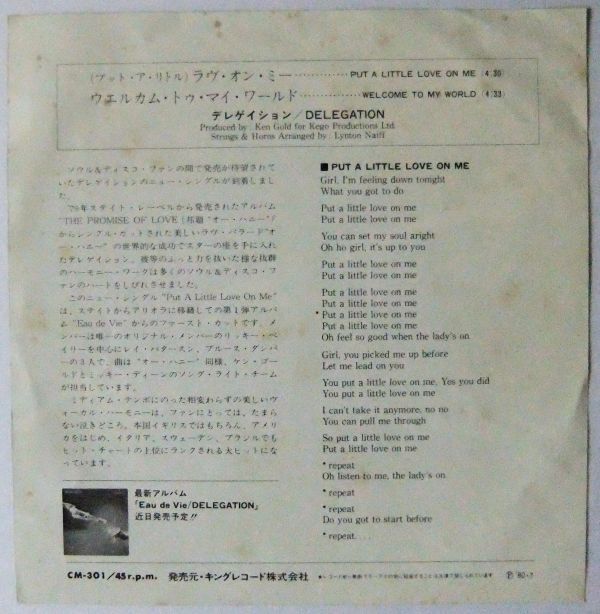 (プット・ア・リトル) ラヴ・オン・ミー………… PUT A LITTLE LOVE ON ME (4:30)
ウエルカム・トゥ・マイ・ワールド………… WELCOME TO MY WORLD (4:33)
デレゲイション/DELEGATION
Produced by: Ken Gold for Kego Productions Ltd.
Strings & Horns Arranged by: Lynton Naiff
ソウル&ディスコ・ファンの間で発売が待望されて
いたデレゲイションのニュー・シングルが到着しまし
た。
'79年ステイト・レーベルから発売されたアルバム
"THE PROMISE OF LOVE (邦題"オー・ハニー")"
からシングル・カットされた美しいラヴ・バラード"オ
ー・ハニー"の世界的な成功でスターの座を手に入れ
たデレゲイション。彼等のふっと力を抜いた様な抜群
のハーモニー・ワークは多くのソウル&ディスコ・フ
ァンのハートをしびれさせました。
このニュー・シングル"Put A Little Love On Me"
は、ステイトからアリオラに移籍しての第1弾アルバ
ム"Eau de Vie"からのファースト・カットです。メ
ンバーは唯一のオリジナル・メンバーのリッキー・ベ
イリーを中心にレイ・パタースン、ブルース・ダンバ
ーの3人で、曲は"オー・ハニー"同様、ケン・ゴー
ルドとミッキー・ディーンのソング・ライト・チーム
が担当しています。
ミディアム・テンポにのった相変わらずの美しいヴ
ォーカル・ハーモニーは、ファンにとっては、たまら
ない泣きどころ。本国イギリスではもちろん、アメリ
カをはじめ、イタリア、スウェーデン、ブラジルでも
ヒット・チャートの上位にランクされる大ヒットにな
っています。
最新アルバム
「Eau de Vie/DELEGATION」
近日発売予定!!
■ PUT A LITTLE LOVE ON ME
Girl, I'm feeling down tonight
What you got to do
Put a little love on me
Put a little love on me
You can set my soul aright
Oh ho girl, it's up to you
Put a little love on me
Put a little love on me
Put a little love on me
Put a little love on me
*Put a little love on me
Put a little love on me
Oh feel so good when the lady's on
Girl, you picked me up before
Let me lead on you
You put a little love on me, Yes you did
You put a little love on me
I can't take it anymore, no no
You can pull me through
So put a little love on me
Put a little love on me
*repeat
Oh listen to me, the lady's on
*repeat
*repeat
Do you got to start before
*repeat....
CM-301/45r.p.m. 発売元・キングレコード株式会社
Ⓟ '80・